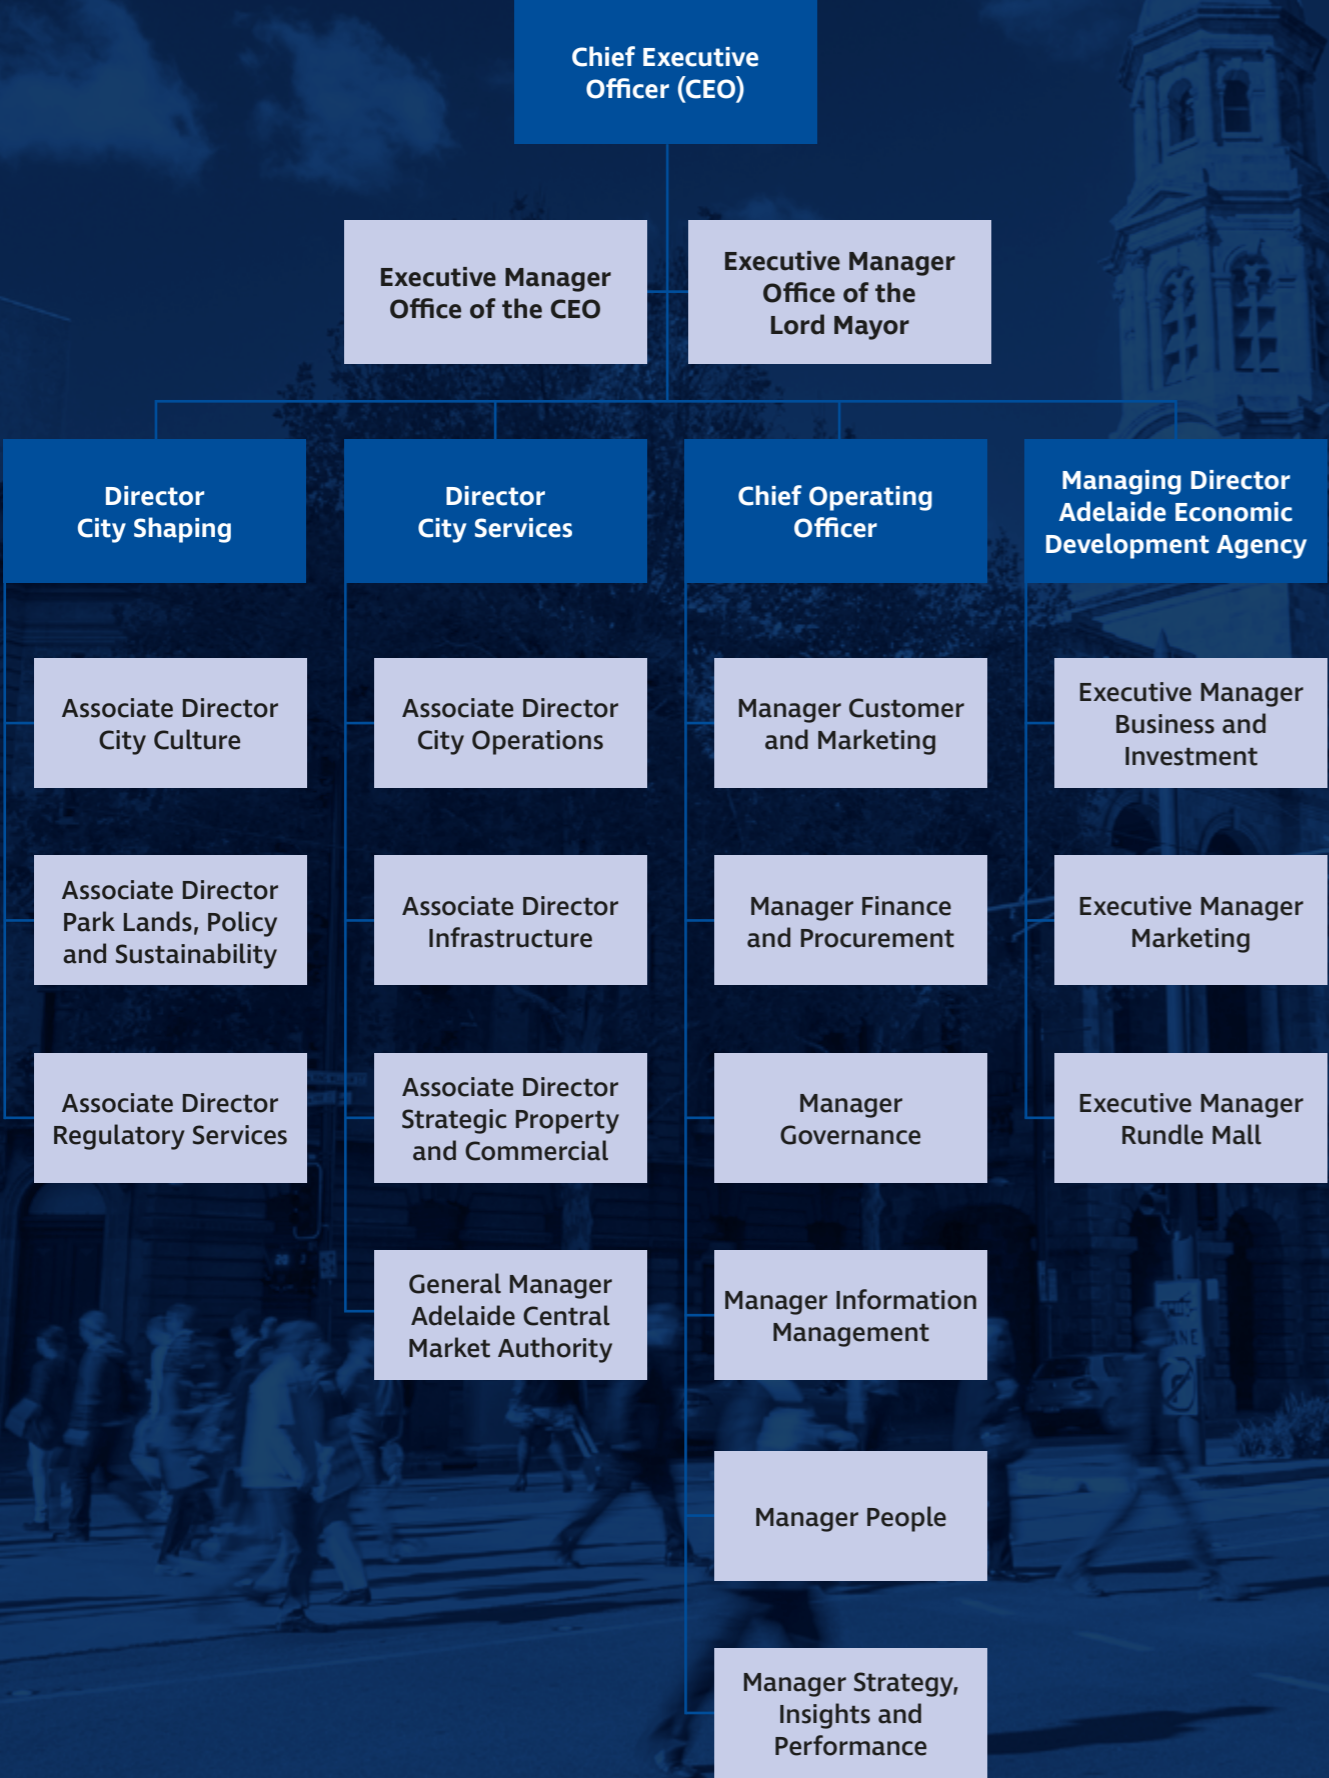 Chief Executive
Officer (CEO)
Executive Manager
Office of the CEO
Executive Manager
Office of the
Lord Mayor
Director
City Shaping
Director
City Services
Chief Operating
Officer
Managing Director
Adelaide Economic
Development Agency
Associate Director
City Culture
Associate Director
City Operations
Manager Customer
and Marketing
Executive Manager
Business and
Investment
Associate Director
Park Lands, Policy
and Sustainability
Associate Director
Infrastructure
Manager Finance
and Procurement
Executive Manager
Marketing
Associate Director
Regulatory Services
Associate Director
Strategic Property
and Commercial
Manager
Governance
Executive Manager
Rundle Mall
General Manager
Adelaide Central
Market Authority
Manager Information
Management
Manager People
Manager Strategy,
Insights and
Performance